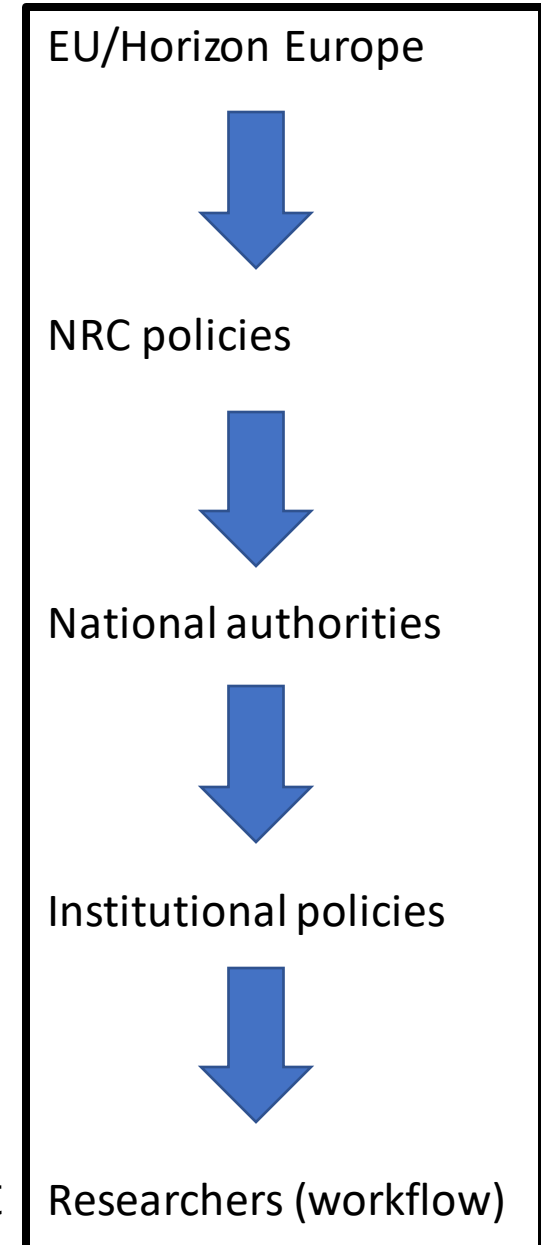 EU/Horizon Europe
NRC policies
National authorities
Institutional policies
Researchers (workflow)